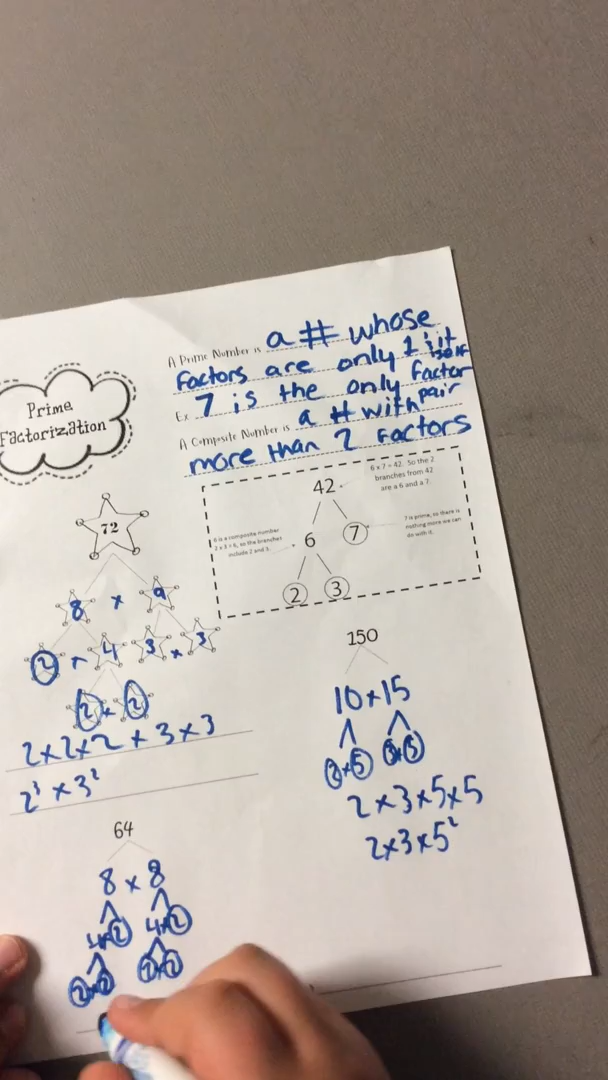 A Prime Number is a # whose
factors are only 1 & it
so if
Ex 7 is the only factor
pair
A Composite Number is a # with
more than 2 factors
Prime
Factorization
72
8 x 9
2 x 4 3 x 3
2 x 2
2x2x2 x 3x3
2³ x 3²
42
6 x 7 = 42. So the 2
branches from 42
are a 6 and a 7.
6 is a composite number
2 x 3 = 6, so the branches
include 2 and 3.
6
7
7 is prime, so there is
nothing more we can
do with it.
2 3
150
10x15
2x5 3x5
2x3x5x5
2x3x5²
64
8 x 8
4x2 4x2
2x2 2x2